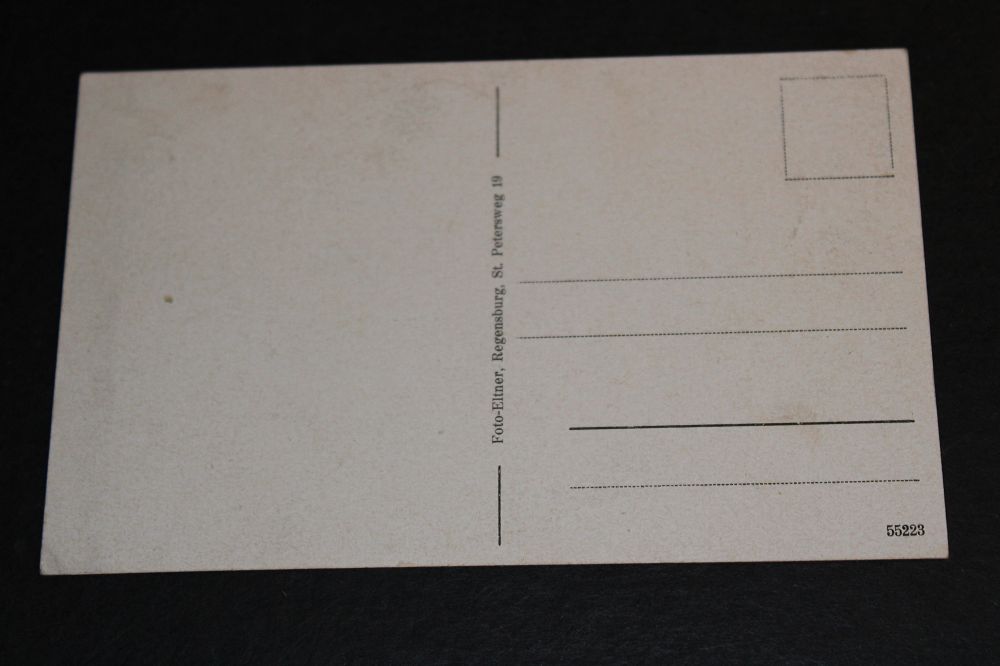 Foto-Eltner, Regensburg, St. Petersweg 19
55223